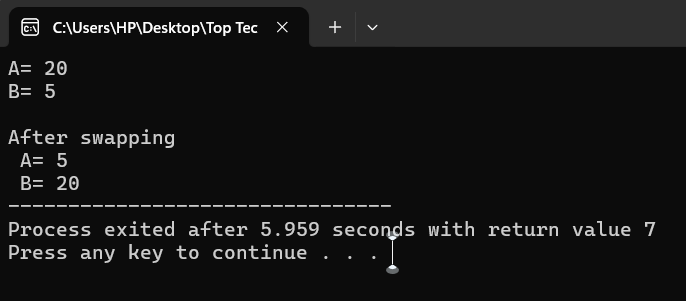 C:\Users\HP\Desktop\Top Tec
A= 20
B= 5
After swapping
A= 5
B= 20
--------------------------------
Process exited after 5.959 seconds with return value 7
Press any key to continue . . .